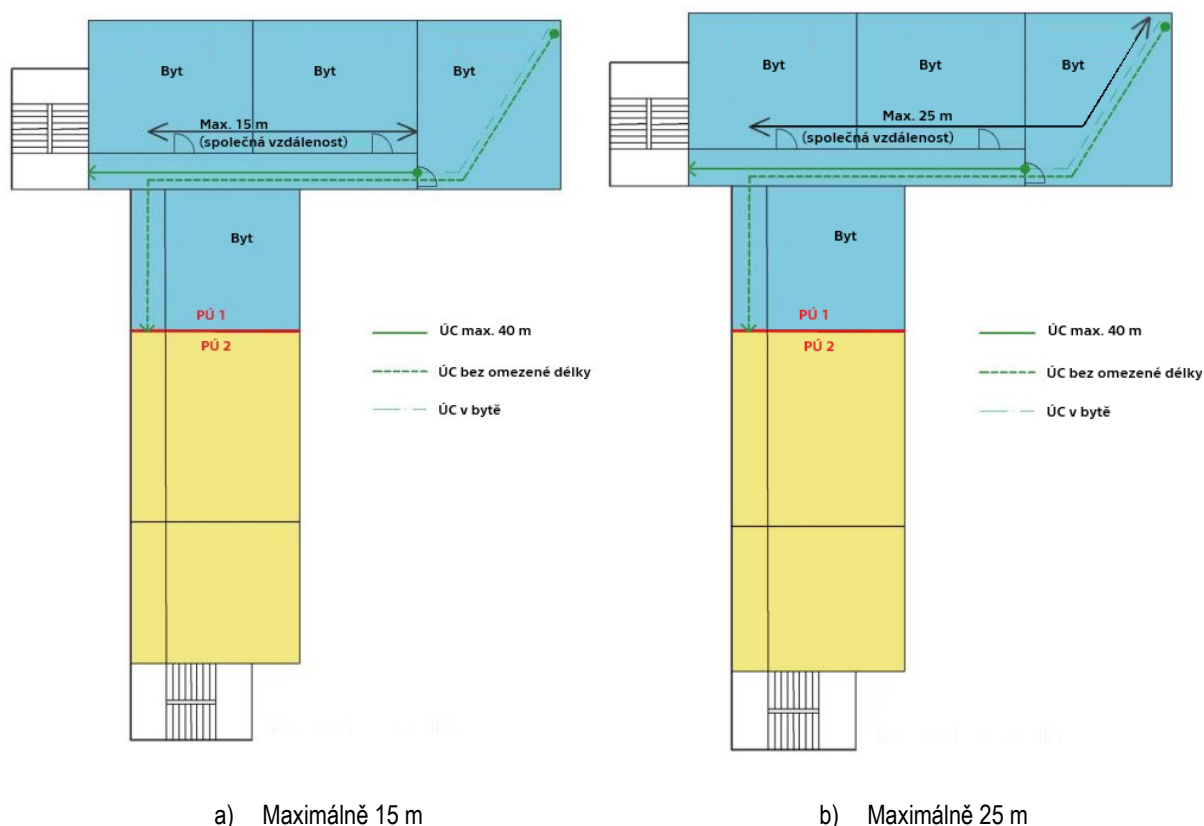 Byt
Byt
Byt
Max. 15 m
(společná vzdálenost)
Byt
PÚ 1
PÚ 2
ÚC max. 40 m
ÚC bez omezené délky
ÚC v bytě
a) Maximálně 15 m
Byt
Byt
Byt
Max. 25 m
(společná vzdálenost)
Byt
PÚ 1
PÚ 2
ÚC max. 40 m
ÚC bez omezené délky
ÚC v bytě
b) Maximálně 25 m